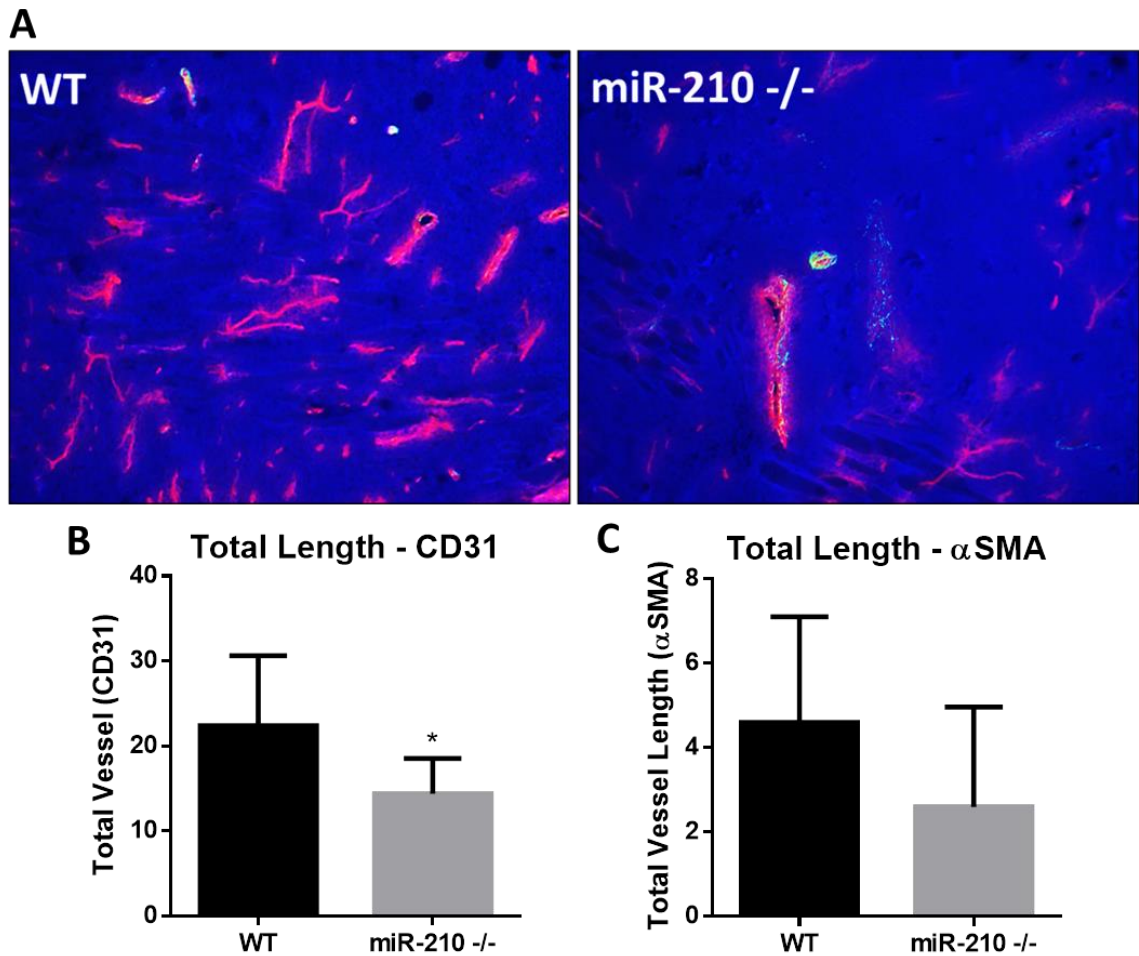 A
WT
miR-210 -/-
B
Total Length - CD31
Total Vessel (CD31)
40
30
20
10
0
*
WT
miR-210 -/-
C
Total Length - αSMA
Total Vessel Length (αSMA)
8
6
4
2
0
WT
miR-210 -/-